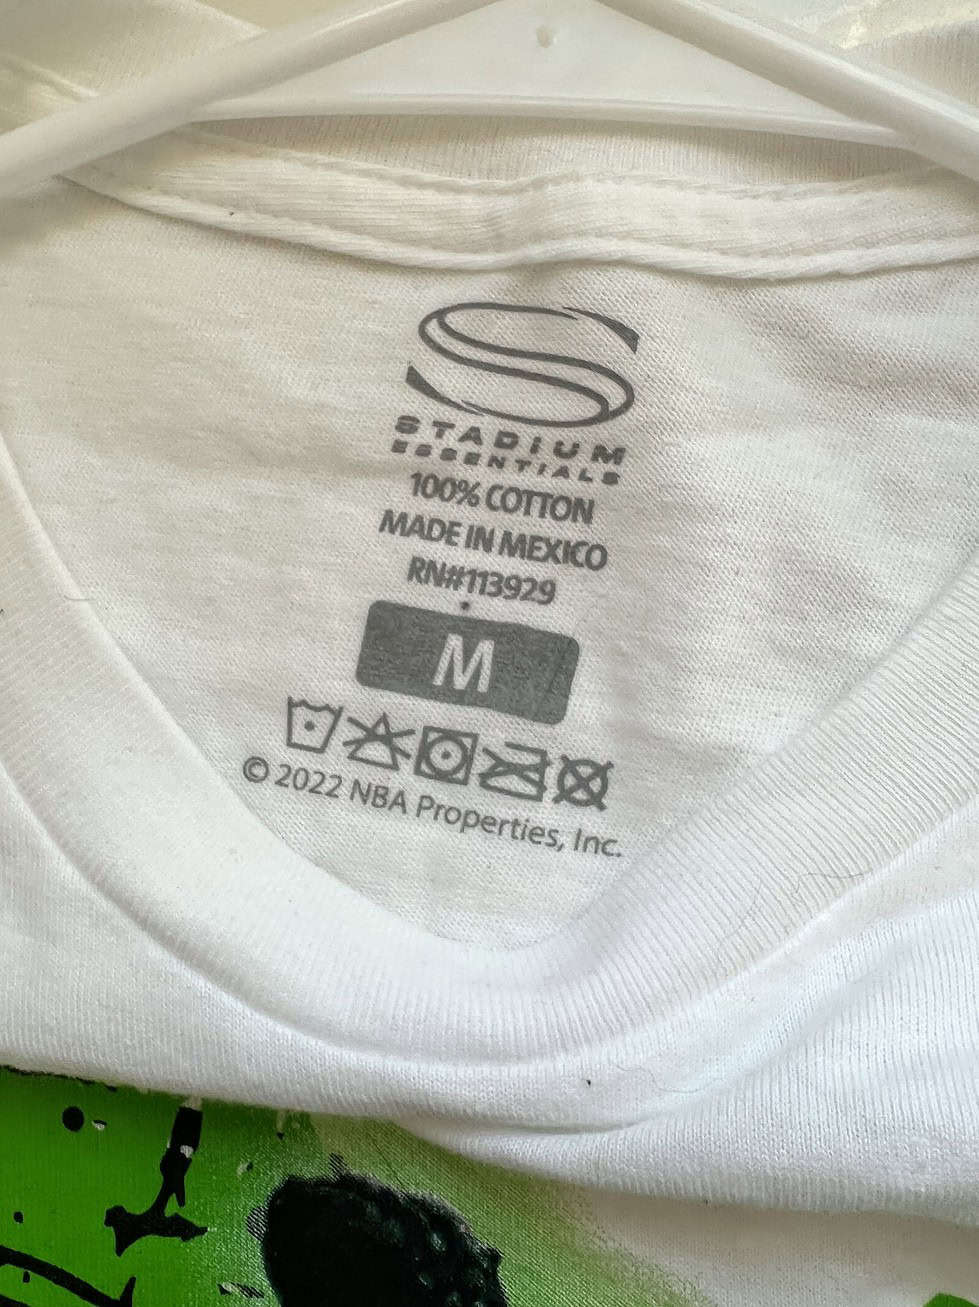 STADIUM
ESSENTIALS
100% COTTON
MADE IN MEXICO
RN#113929
M
© 2022 NBA Properties, Inc.